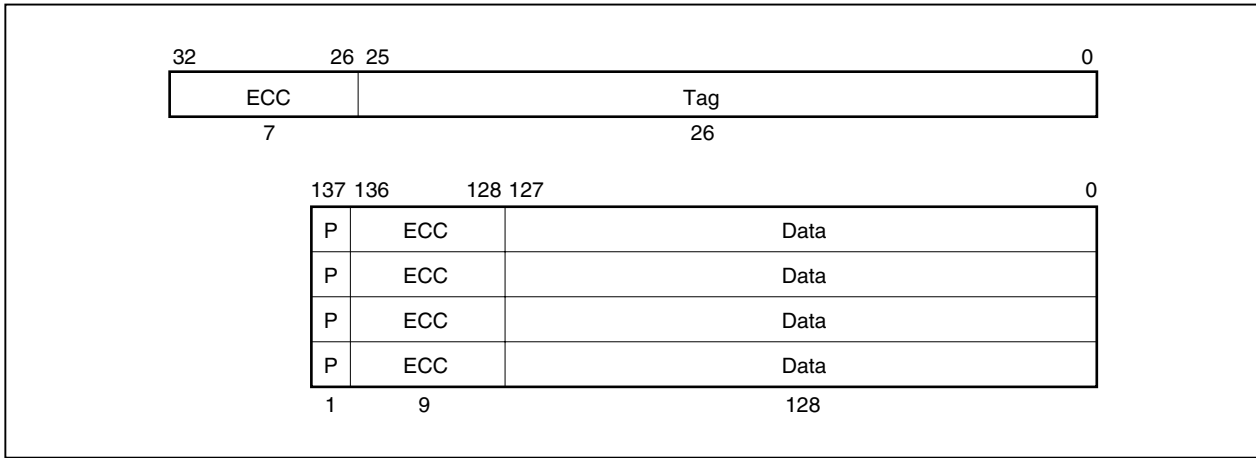 32 26 25 0
ECC Tag
7 26
137 136 128 127 0
P ECC Data
P ECC Data
P ECC Data
P ECC Data
1 9 128